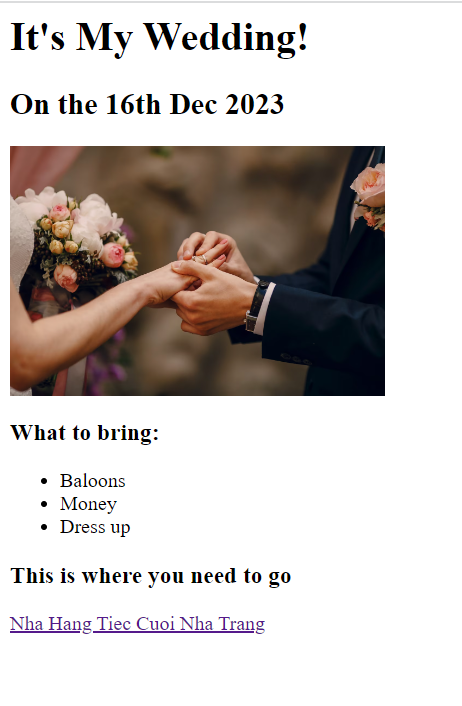 It's My Wedding!
On the 16th Dec 2023
What to bring:
Baloons
Money
Dress up
This is where you need to go
Nha Hang Tiec Cuoi Nha Trang